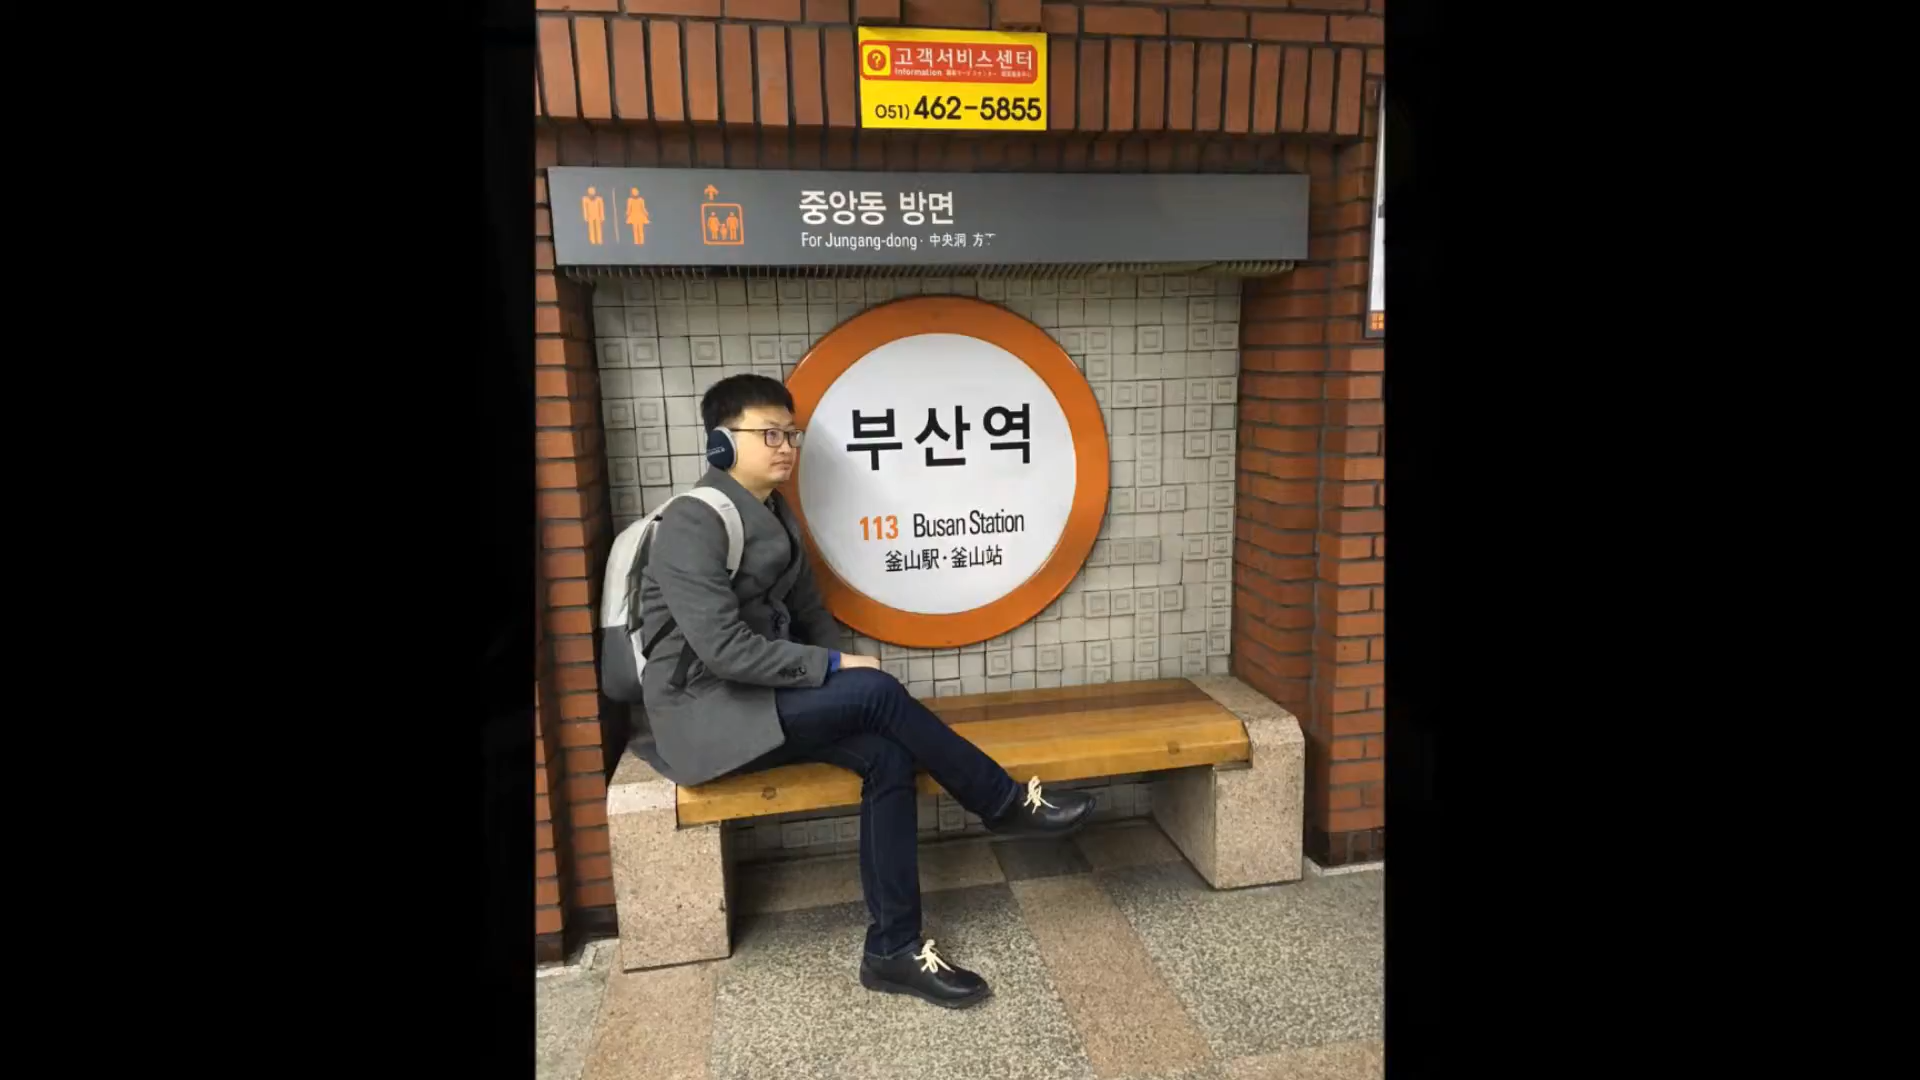 고객서비스센터
Information
051) 462-5855
중앙동 방면
For Jungang-dong · 中央洞 方
부산역
113 Busan Station
釜山駅 · 釜山站